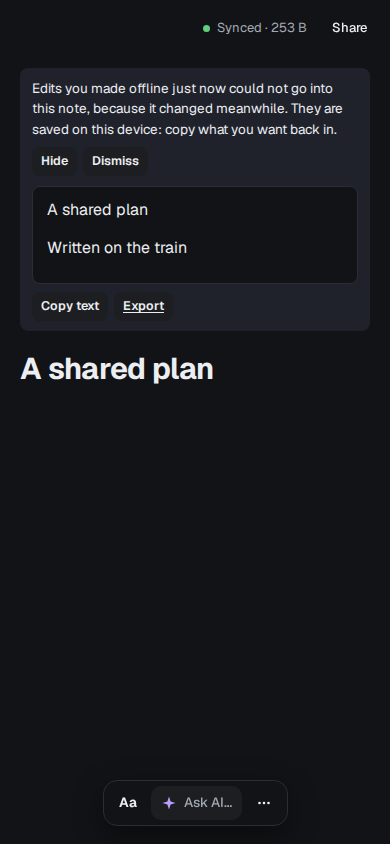 Synced · 253 B
Share
Edits you made offline just now could not go into
this note, because it changed meanwhile. They are
saved on this device: copy what you want back in.
Hide
Dismiss
A shared plan
Written on the train
Copy text
Export
A shared plan
Aa
Ask AI...